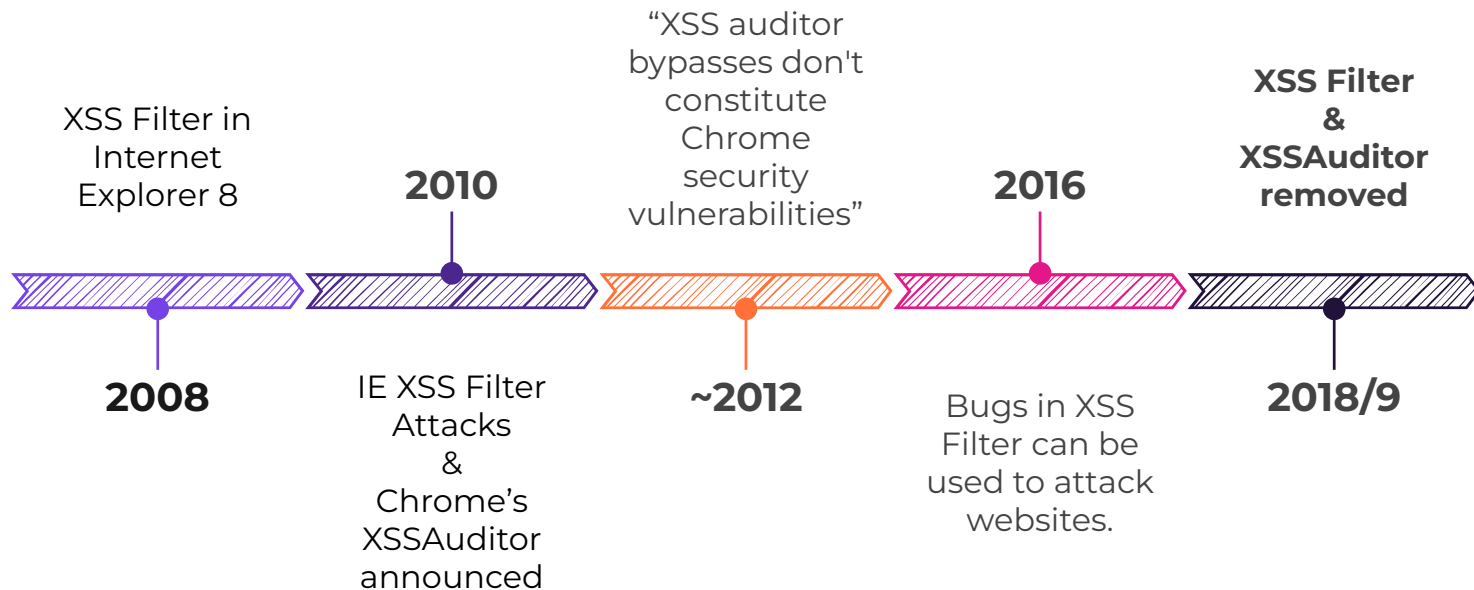 XSS Filter in
Internet
Explorer 8
2008
2010
IE XSS Filter
Attacks
&
Chrome’s
XSSAuditor
announced
“XSS auditor
bypasses don't
constitute
Chrome
security
vulnerabilities”
~2012
2016
Bugs in XSS
Filter can be
used to attack
websites.
XSS Filter
&
XSSAuditor
removed
2018/9